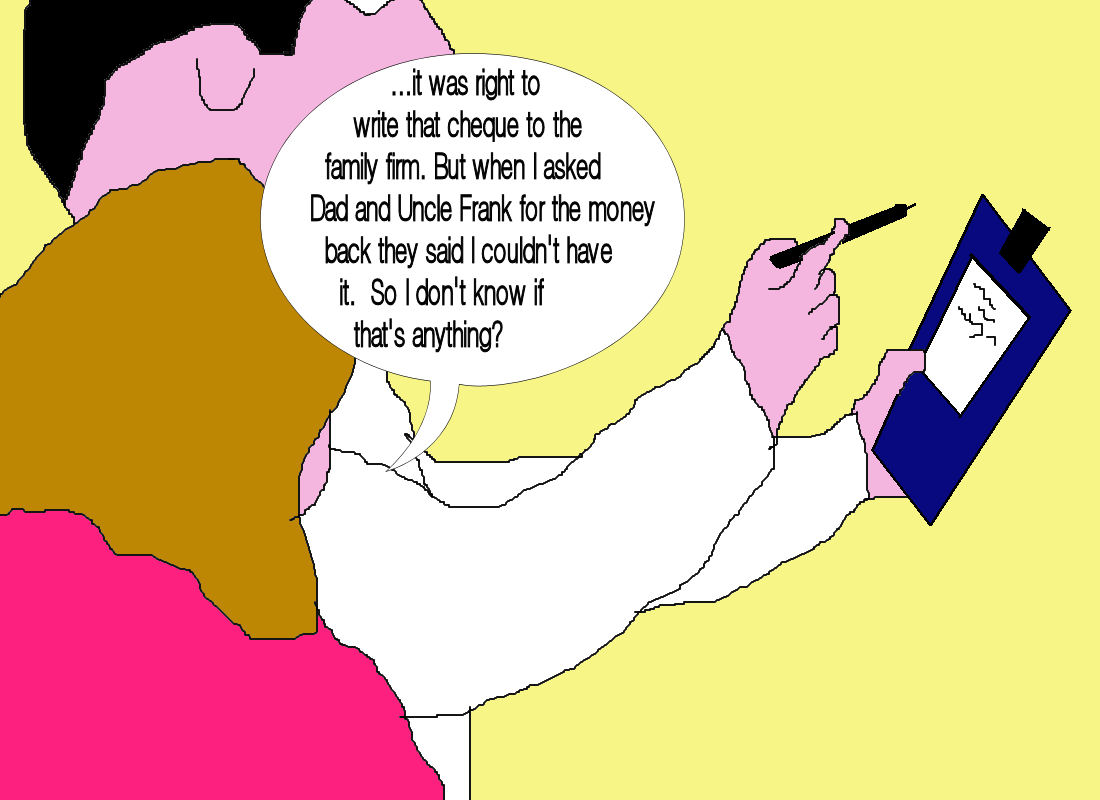 ...it was right to
write that cheque to the
family firm. But when I asked
Dad and Uncle Frank for the money
back they said I couldn't have
it.  So I don't know if
that's anything?